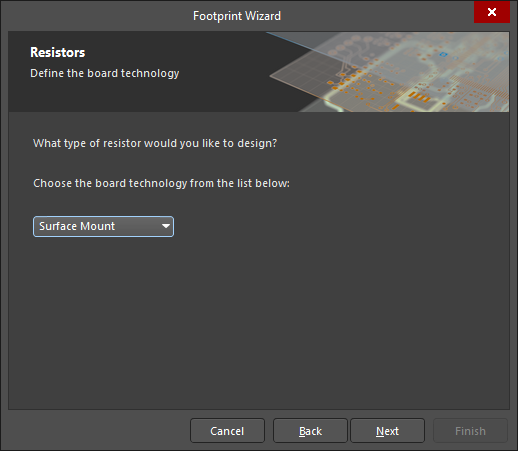 Footprint Wizard
Resistors
Define the board technology
What type of resistor would you like to design?
Choose the board technology from the list below:
Surface Mount
Cancel
Back
Next
Finish